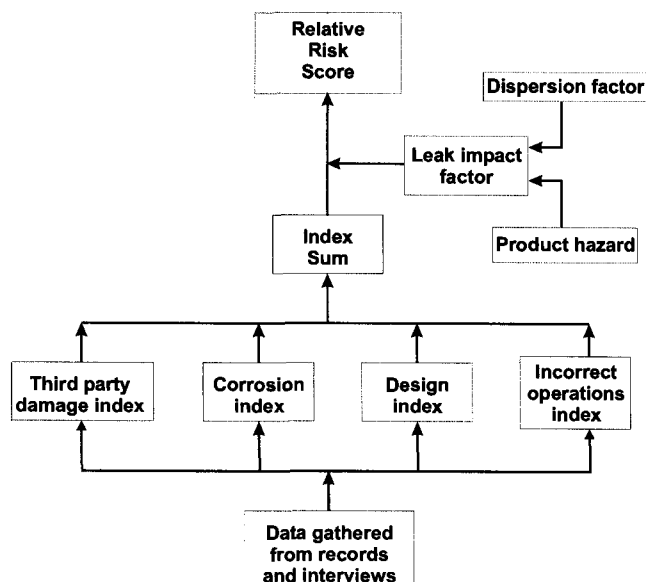 Relative
Risk
Score
Dispersion factor
Leak impact
factor
Product hazard
Index
Sum
Third party
damage index
Corrosion
index
Design
index
Incorrect
operations
index
Data gathered
from records
and interviews